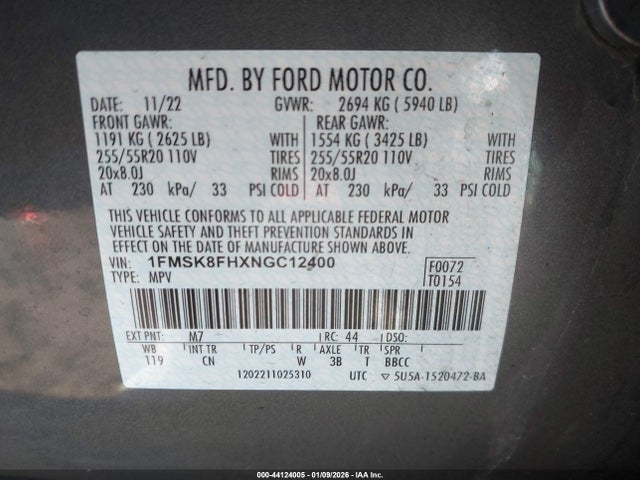 MFD. BY FORD MOTOR CO.
DATE: 11/22 GVWR: 2694 KG ( 5940 LB)
FRONT GAWR: REAR GAWR:
1191 KG ( 2625 LB) WITH 1554 KG ( 3425 LB) WITH
255/55R20 110V TIRES 255/55R20 110V TIRES
20x8.0J RIMS 20x8.0J RIMS
AT 230 kPa/ 33 PSI COLD AT 230 kPa/ 33 PSI COLD
THIS VEHICLE CONFORMS TO ALL APPLICABLE FEDERAL MOTOR
VEHICLE SAFETY AND THEFT PREVENTION STANDARDS IN
EFFECT ON THE DATE OF MANUFACTURE SHOWN ABOVE.
VIN: 1FMSK8FHXNGC12400 F0072
TYPE: MPV T0154
EXT PNT: M7 RC: 44 DSO:
WB INT TR TP/PS R AXLE TR SPR
119 CN W 3B T BBCC
1202211025310 UTC ▽ 5U5A-1520472-BA
000-44124005 - 01/09/2026 - IAA Inc.